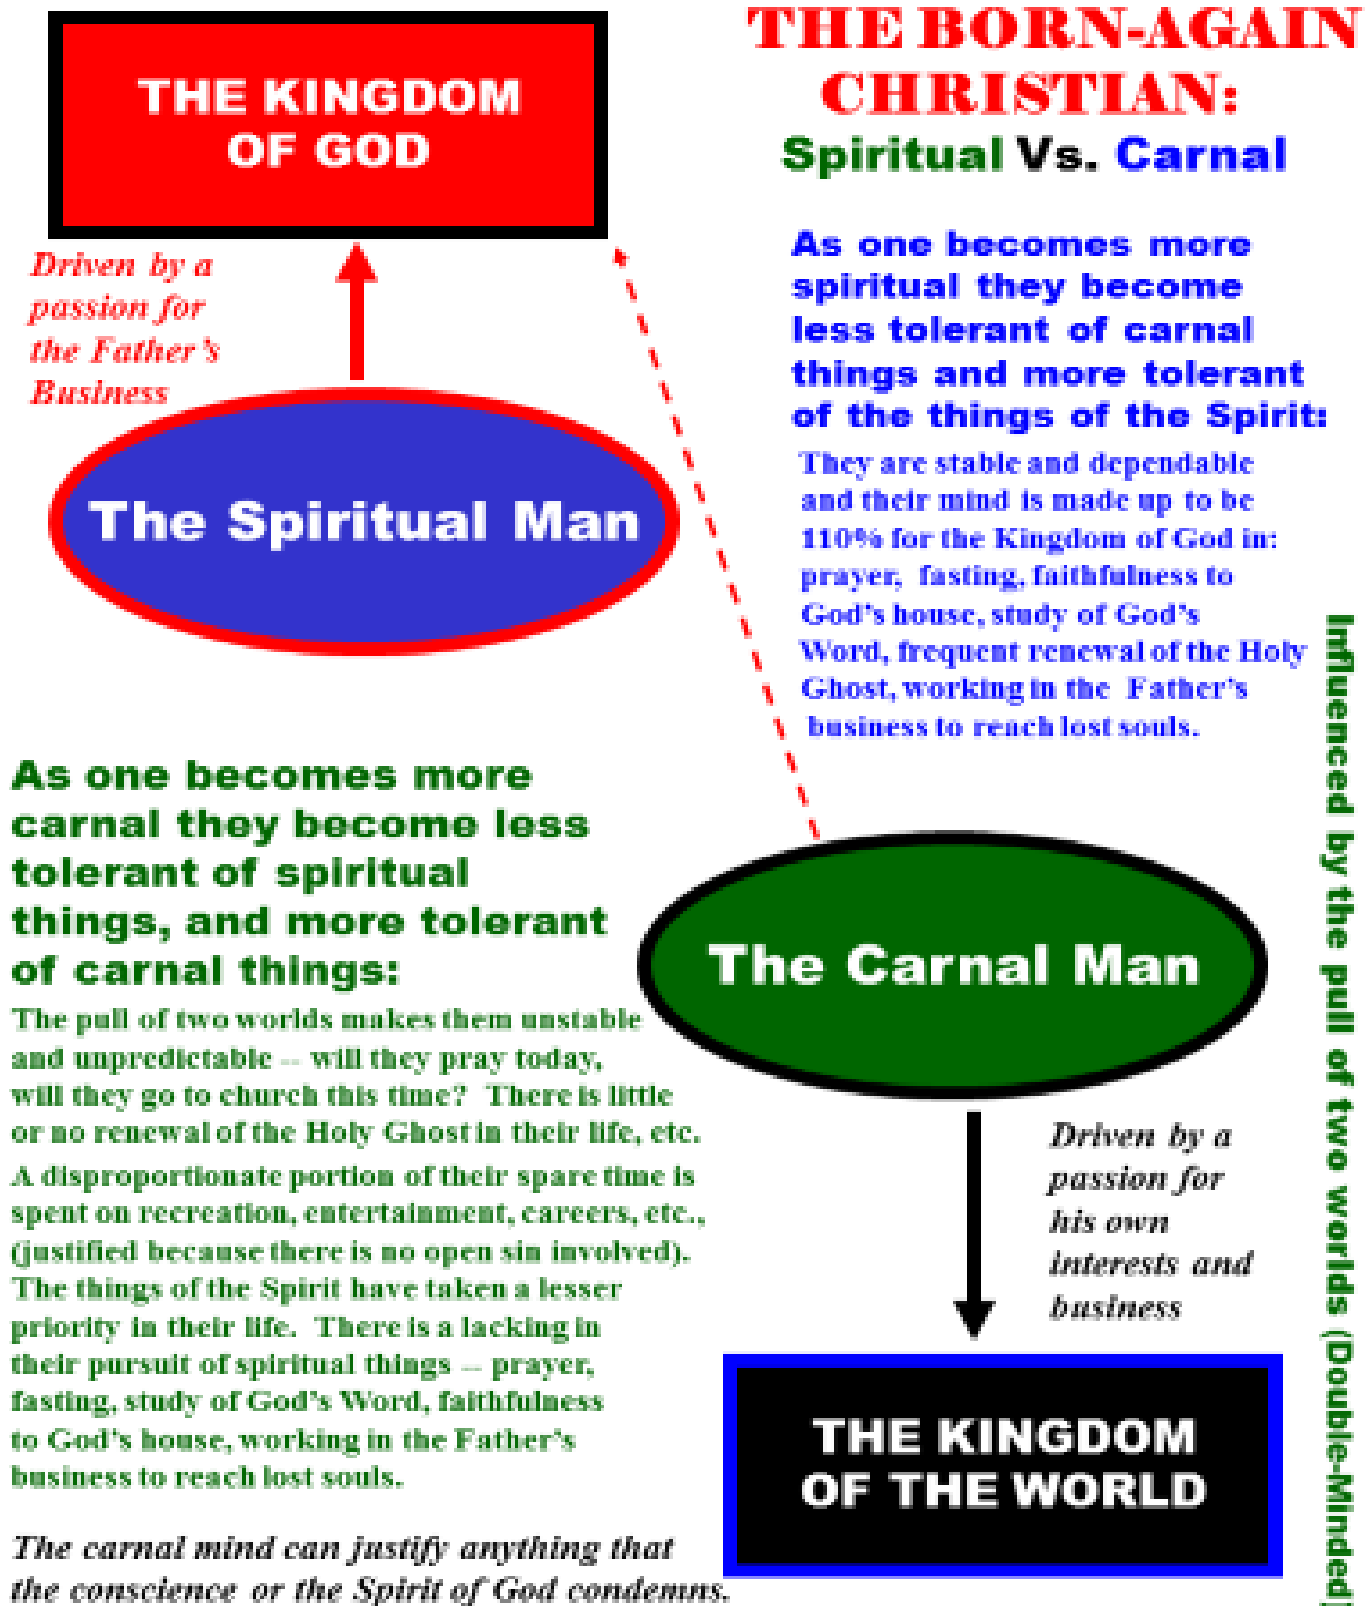 THE KINGDOM
OF GOD
THE BORN-AGAIN
CHRISTIAN:
Spiritual Vs. Carnal
Driven by a
passion for
the Father's
Business
The Spiritual Man
As one becomes more
spiritual they become
less tolerant of carnal
things and more tolerant
of the things of the Spirit:
They are stable and dependable
and their mind is made up to be
110% for the Kingdom of God in:
prayer, fasting, faithfulness to
God's house, study of God's
Word, frequent renewal of the Holy
Ghost, working in the Father's
business to reach lost souls.
Influenced by the pull of two worlds (Double-Minded)
As one becomes more
carnal they become less
tolerant of spiritual
things, and more tolerant
of carnal things:
The pull of two worlds makes them unstable
and unpredictable -- will they pray today,
will they go to church this time? There is little
or no renewal of the Holy Ghost in their life, etc.
A disproportionate portion of their spare time is
spent on recreation, entertainment, careers, etc.,
(justified because there is no open sin involved).
The things of the Spirit have taken a lesser
priority in their life. There is a lacking in
their pursuit of spiritual things -- prayer,
fasting, study of God's Word, faithfulness
to God's house, working in the Father's
business to reach lost souls.
The carnal mind can justify anything that
the conscience or the Spirit of God condemns.
The Carnal Man
Driven by a
passion for
his own
interests and
business
THE KINGDOM
OF THE WORLD